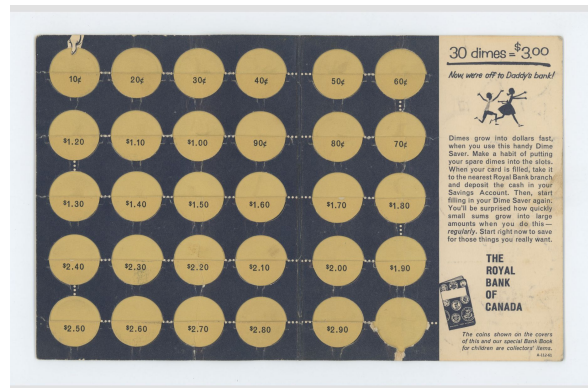 10¢ 20¢ 30¢ 40¢ 50¢ 60¢
$1.20 $1.10 $1.00 90¢ 80¢ 70¢
$1.30 $1.40 $1.50 $1.60 $1.70 $1.80
$2.40 $2.30 $2.20 $2.10 $2.00 $1.90
$2.50 $2.60 $2.70 $2.80 $2.90
30 dimes = $3.00
Now, we're off to Daddy's bank!
Dimes grow into dollars fast,
when you use this handy Dime
Saver. Make a habit of putting
your spare dimes into the slots.
When your card is filled, take it
to the nearest Royal Bank branch
and deposit the cash in your
Savings Account. Then, start
filling in your Dime Saver again.
You'll be surprised how quickly
small sums grow into large
amounts when you do this—
regularly. Start right now to save
for those things you really want.
THE
ROYAL
BANK
OF
CANADA
The coins shown on the covers
of this and our special Bank Book
for children are collectors' items.